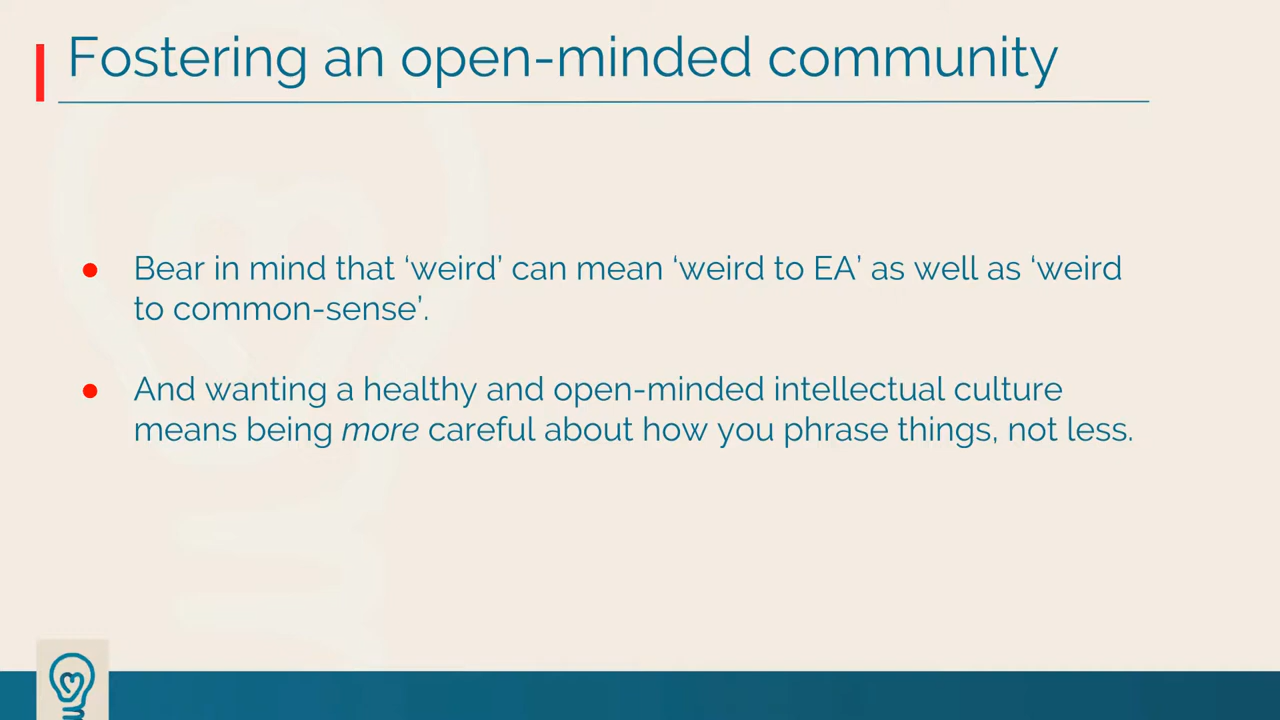 Fostering an open-minded community
● Bear in mind that ‘weird’ can mean ‘weird to EA’ as well as ‘weird
to common-sense’.
● And wanting a healthy and open-minded intellectual culture
means being more careful about how you phrase things, not less.